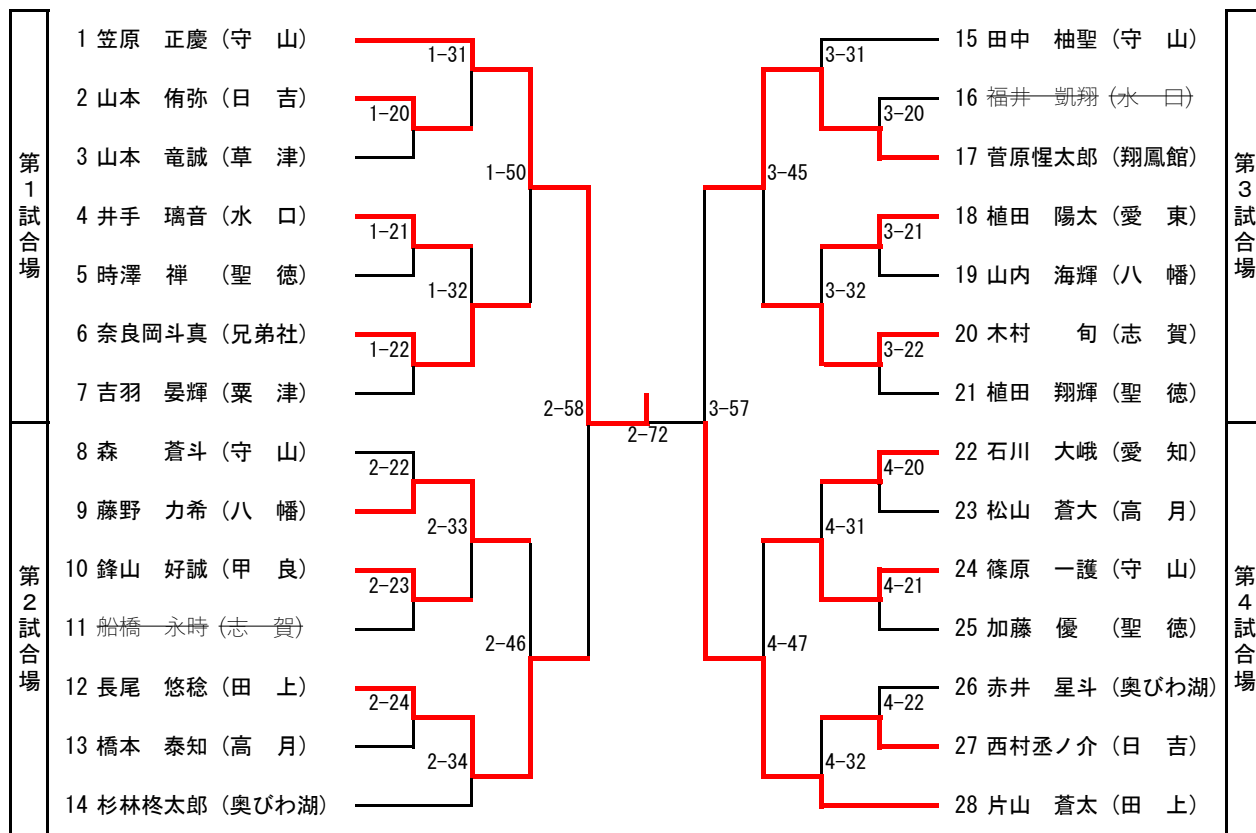 第1試合場
1 笠原　正慶（守　山）
2 山本　侑弥（日　吉）
3 山本　竜誠（草　津）
4 井手　璃音（水　口）
5 時澤　禅　（聖　徳）
6 奈良岡斗真（兄弟社）
7 吉羽　晏輝（粟　津）
第2試合場
8 森　　蒼斗（守　山）
9 藤野　力希（八　幡）
10 鋒山　好誠（甲　良）
11 船橋　永時（志　賀）
12 長尾　悠稔（田　上）
13 橋本　泰知（高　月）
14 杉林柊太郎（奥びわ湖）
1-31
1-20
1-50
1-21
1-32
1-22
2-58
2-22
2-33
2-23
2-46
2-24
2-34
2-72
3-31
3-20
3-45
3-21
3-32
3-22
3-57
4-20
4-31
4-21
4-47
4-22
4-32
第3試合場
15 田中　柚聖（守　山）
16 福井　凱翔（水　口）
17 菅原惺太郎（翔鳳館）
18 植田　陽太（愛　東）
19 山内　海輝（八　幡）
20 木村　　旬（志　賀）
21 植田　翔輝（聖　徳）
第4試合場
22 石川　大峨（愛　知）
23 松山　蒼大（高　月）
24 篠原　一護（守　山）
25 加藤　優　（聖　徳）
26 赤井　星斗（奥びわ湖）
27 西村丞ノ介（日　吉）
28 片山　蒼太（田　上）